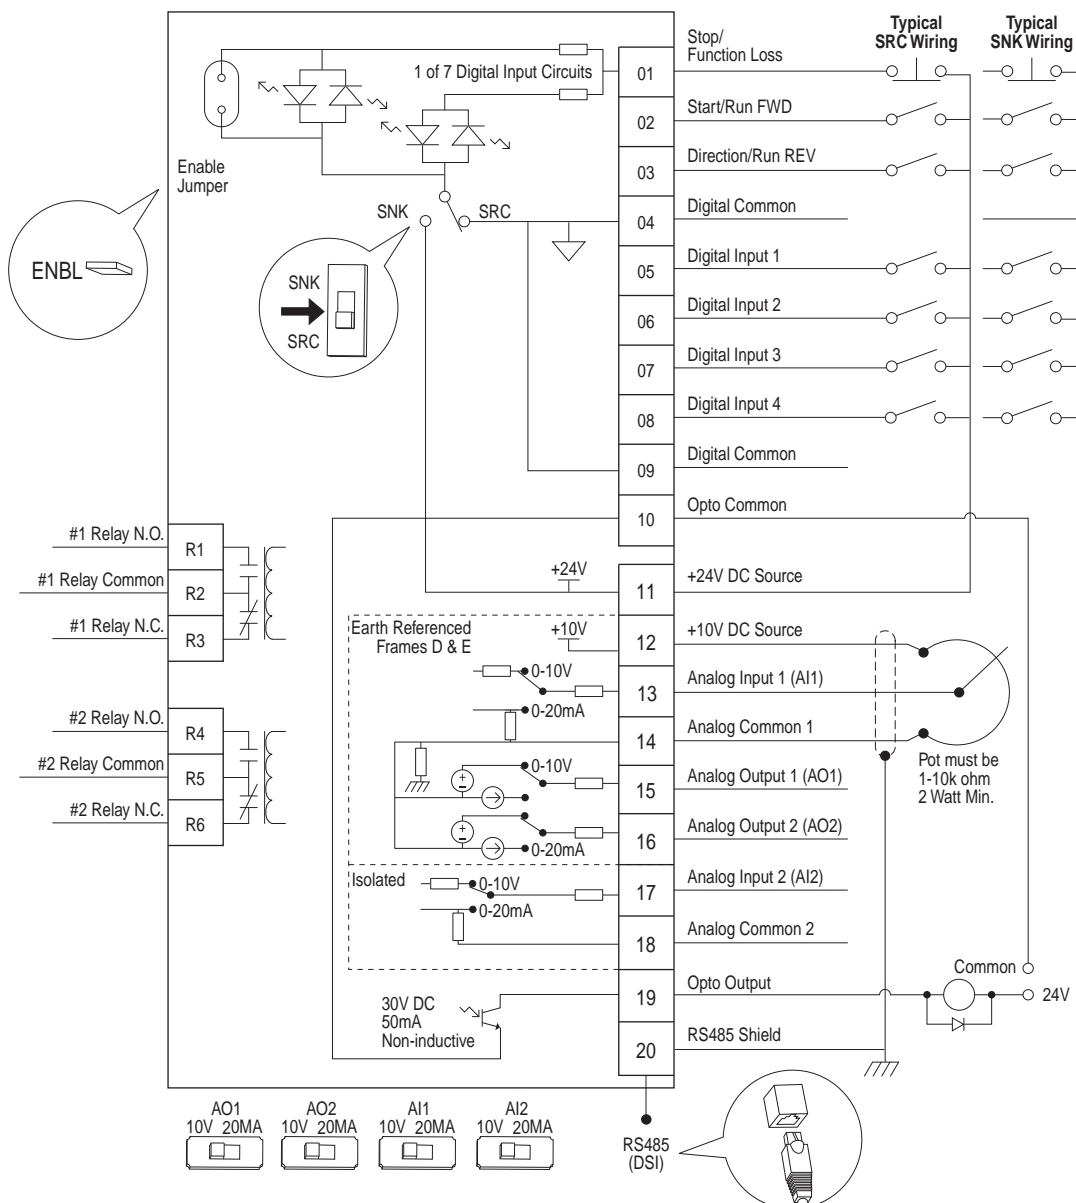 Typical
SRC Wiring
Typical
SNK Wiring
Stop/
Function Loss
1 of 7 Digital Input Circuits
01
Start/Run FWD
02
Enable
Jumper
Direction/Run REV
03
SNK
SRC
Digital Common
04
ENBL
SNK
SRC
Digital Input 1
05
Digital Input 2
06
Digital Input 3
07
Digital Input 4
08
Digital Common
09
Opto Common
10
#1 Relay N.O.
R1
#1 Relay Common
R2
#1 Relay N.C.
R3
+24V
11
+24V DC Source
Earth Referenced
Frames D & E
+10V
12
+10V DC Source
0-10V
13
Analog Input 1 (AI1)
0-20mA
14
Analog Common 1
#2 Relay N.O.
R4
#2 Relay Common
R5
#2 Relay N.C.
R6
0-10V
15
Analog Output 1 (AO1)
Pot must be
1-10k ohm
2 Watt Min.
16
Analog Output 2 (AO2)
0-20mA
Isolated
0-10V
17
Analog Input 2 (AI2)
0-20mA
18
Analog Common 2
30V DC
50mA
Non-inductive
19
Opto Output
Common
24V
20
RS485 Shield
AO1
10V 20MA
AO2
10V 20MA
AI1
10V 20MA
AI2
10V 20MA
RS485
(DSI)